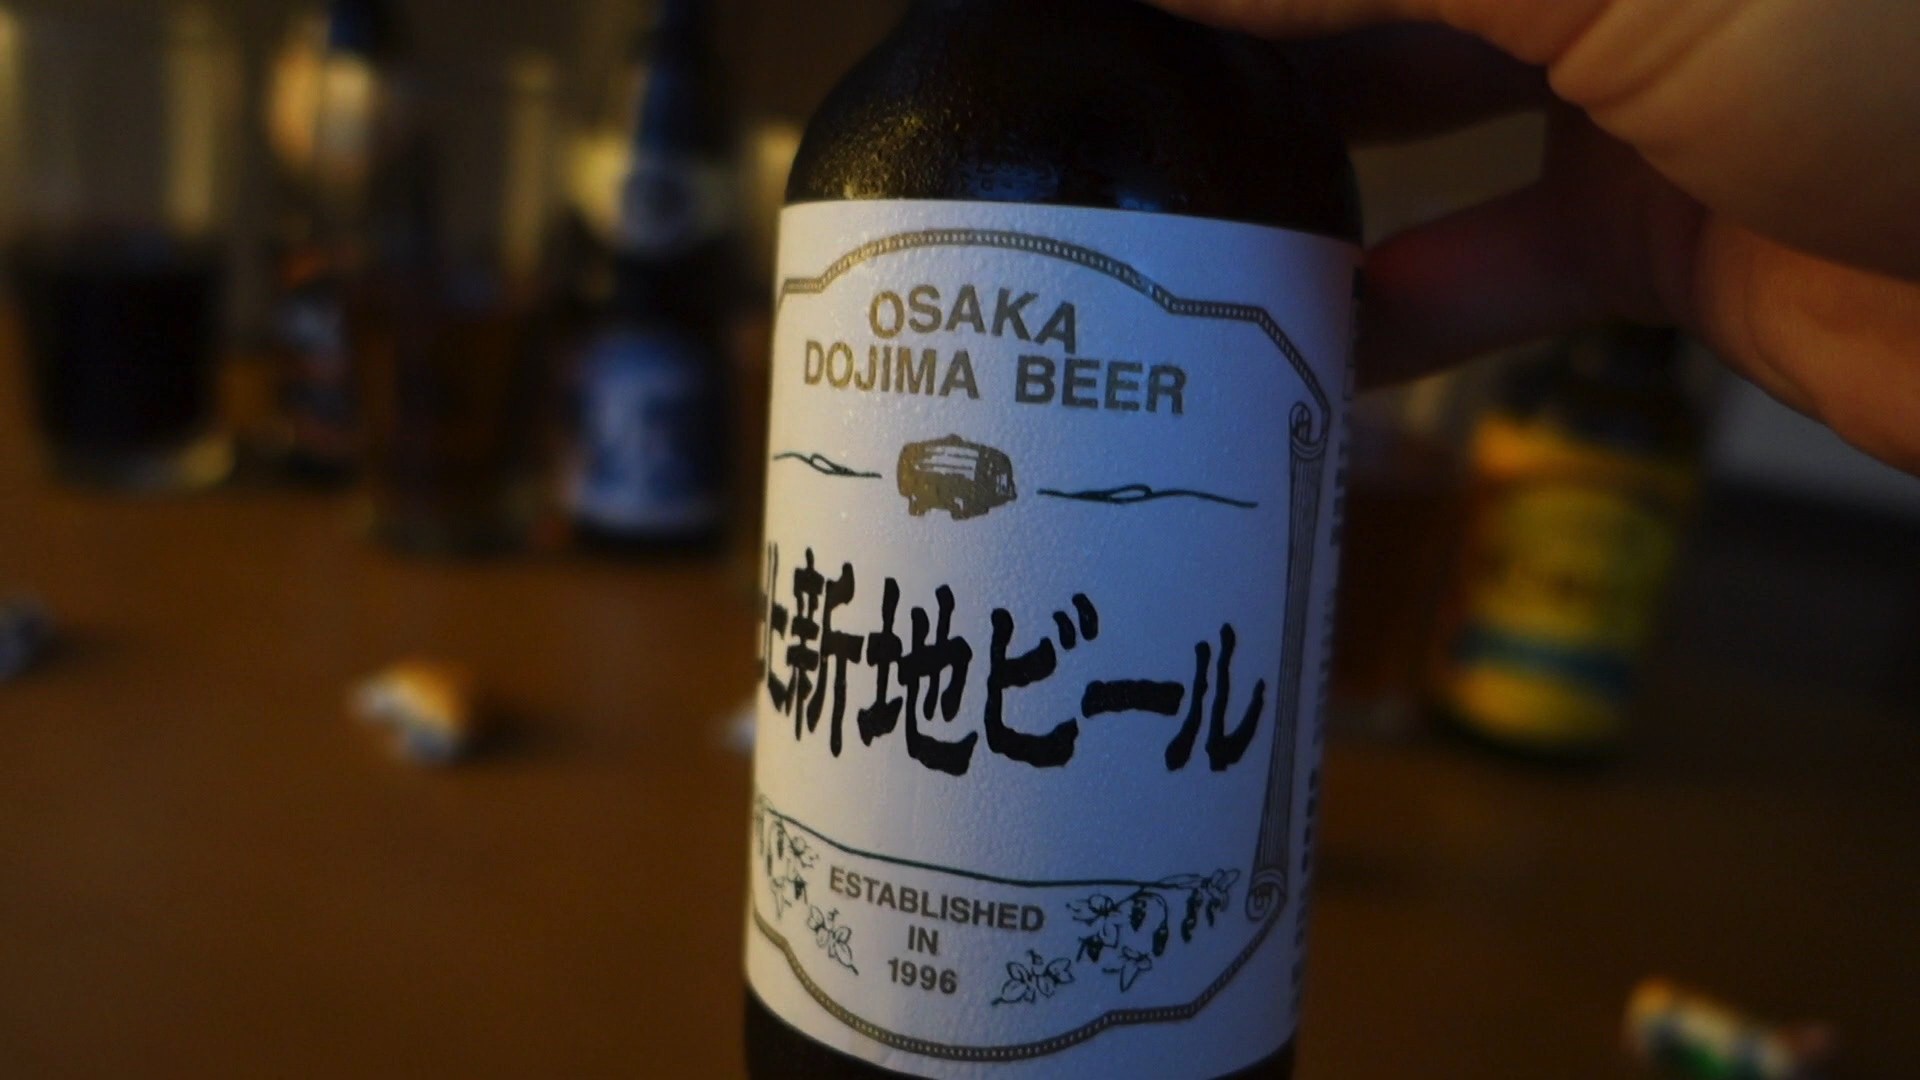 OSAKA
DOJIMA BEER
北新地ビール
ESTABLISHED
IN
1996